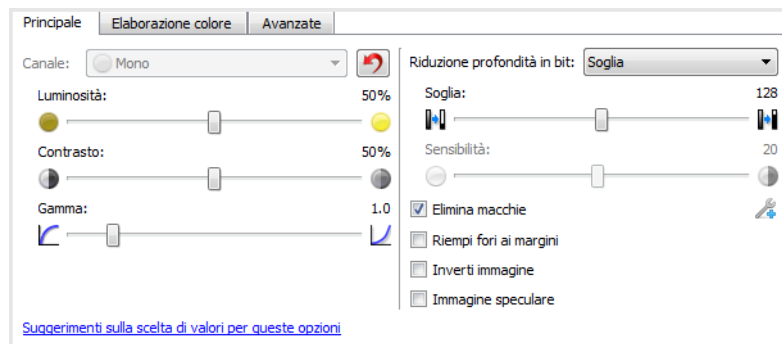 Principale Elaborazione colore Avanzate
Canale: Mono
Luminosità: 50%
Contrasto: 50%
Gamma: 1.0
Riduzione profondità in bit: Soglia
Soglia: 128
Sensibilità: 20
Elimina macchie
Riempi fori ai margini
Inverti immagine
Immagine speculare
Suggerimenti sulla scelta di valori per queste opzioni